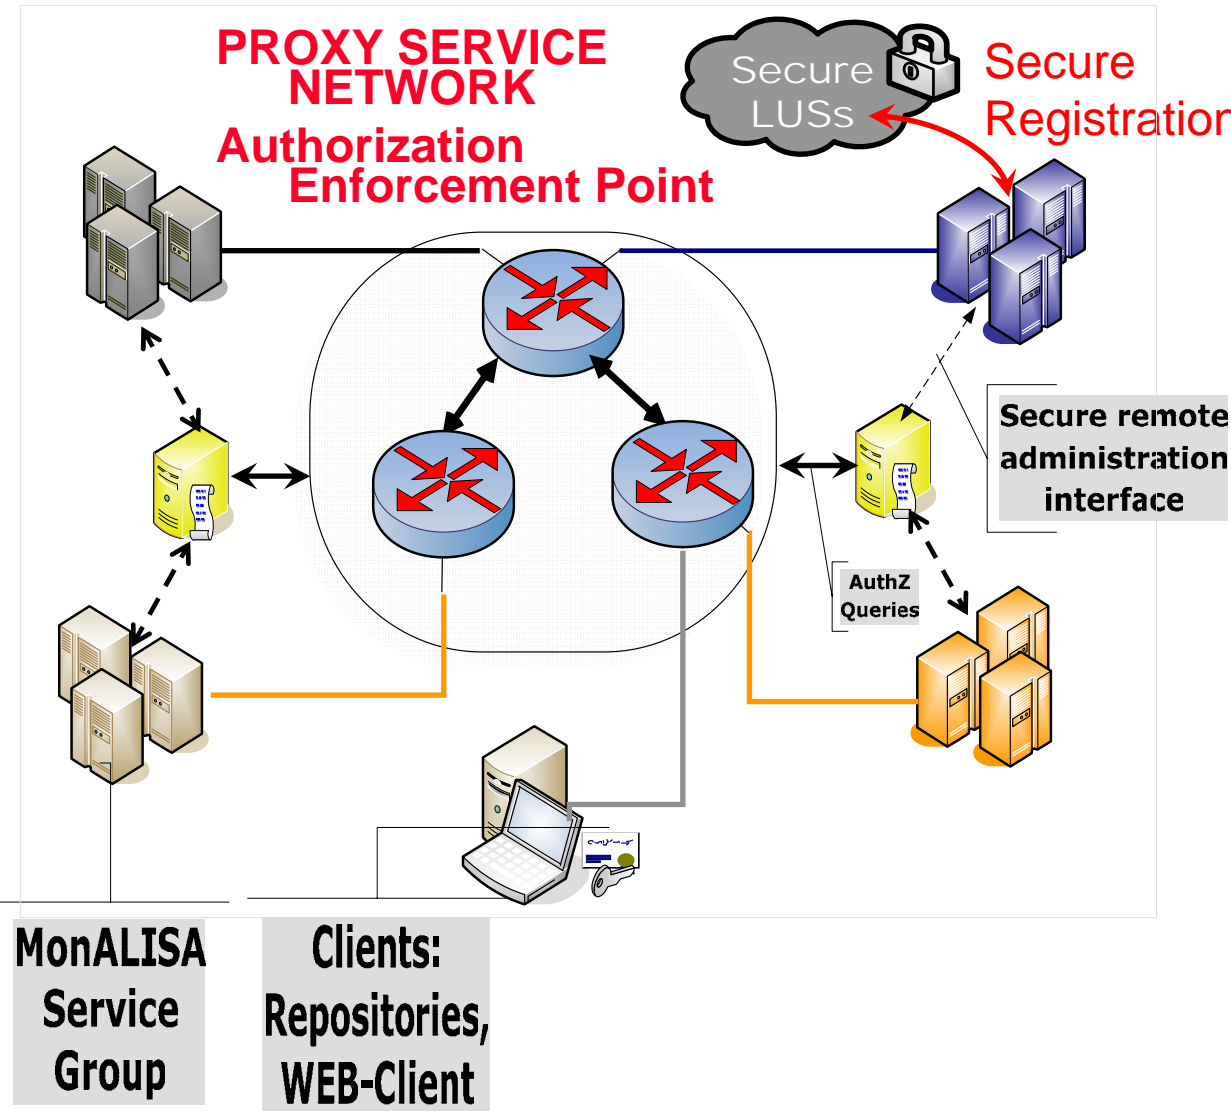 PROXY SERVICE
NETWORK
Authorization
Enforcement Point
Secure
LUSs
Secure
Registration
Secure remote
administration
interface
AuthZ
Queries
MonALISA
Service
Group
Clients:
Repositories,
WEB-Client